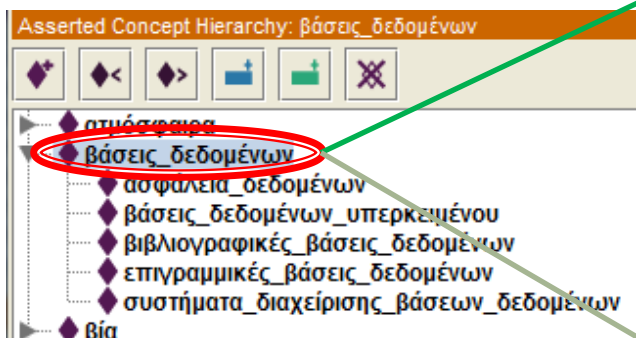 Asserted Concept Hierarchy: βάσεις_δεδομένων
ατμόσφαιρα
βάσεις_δεδομένων
ασφάλεια_δεδομένων
βάσεις_δεδομένων_υπερκειμένου
βιβλιογραφικές_βάσεις_δεδομένων
επιγραμμικές_βάσεις_δεδομένων
συστήματα_διαχείρισης_βάσεων_δεδομένων
βία